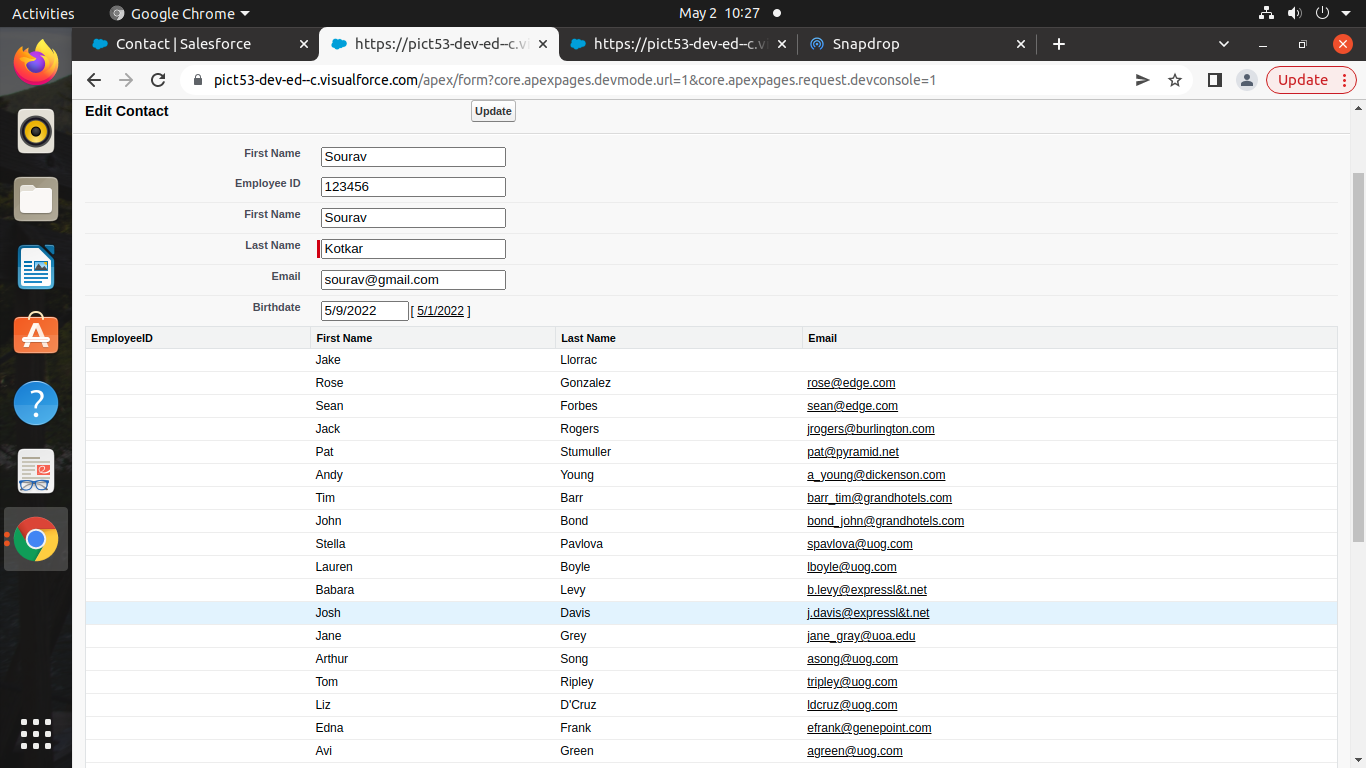 Activities Google Chrome May 2 10:27
Contact | Salesforce https://pict53-dev-ed--c.vi https://pict53-dev-ed--c.vi Snapdrop
pict53-dev-ed--c.visualforce.com/apex/form?core.apexpages.devmode.url=1&core.apexpages.request.devconsole=1 Update
Edit Contact Update
First Name Sourav
Employee ID 123456
First Name Sourav
Last Name Kotkar
Email sourav@gmail.com
Birthdate 5/9/2022 [ 5/1/2022 ]
EmployeeID First Name Last Name Email
Jake Llorrac
Rose Gonzalez rose@edge.com
Sean Forbes sean@edge.com
Jack Rogers jrogers@burlington.com
Pat Stumuller pat@pyramid.net
Andy Young a_young@dickenson.com
Tim Barr barr_tim@grandhotels.com
John Bond bond_john@grandhotels.com
Stella Pavlova spavlova@uog.com
Lauren Boyle lboyle@uog.com
Babara Levy b.levy@expressl&t.net
Josh Davis j.davis@expressl&t.net
Jane Grey jane_gray@uoa.edu
Arthur Song asong@uog.com
Tom Ripley tripley@uog.com
Liz D'Cruz ldcruz@uog.com
Edna Frank efrank@genepoint.com
Avi Green agreen@uog.com